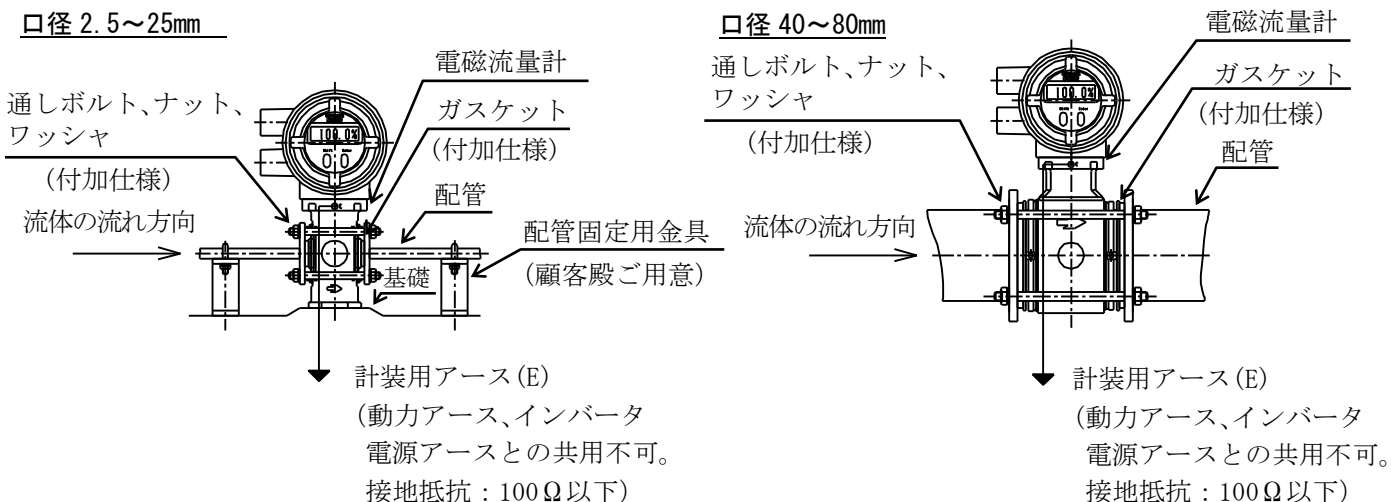 口径 2.5～25mm
電磁流量計
通しボルト、ナット、
ワッシャ
ガスケット
(付加仕様)
(付加仕様)
配管
流体の流れ方向
配管固定用金具
(顧客殿ご用意)
基礎
100.0%
計装用アース(E)
(動力アース、インバータ
電源アースとの共用不可。
接地抵抗：100Ω以下)
口径 40～80mm
電磁流量計
通しボルト、ナット、
ワッシャ
ガスケット
(付加仕様)
(付加仕様)
配管
流体の流れ方向
100.0%
計装用アース(E)
(動力アース、インバータ
電源アースとの共用不可。
接地抵抗：100Ω以下)